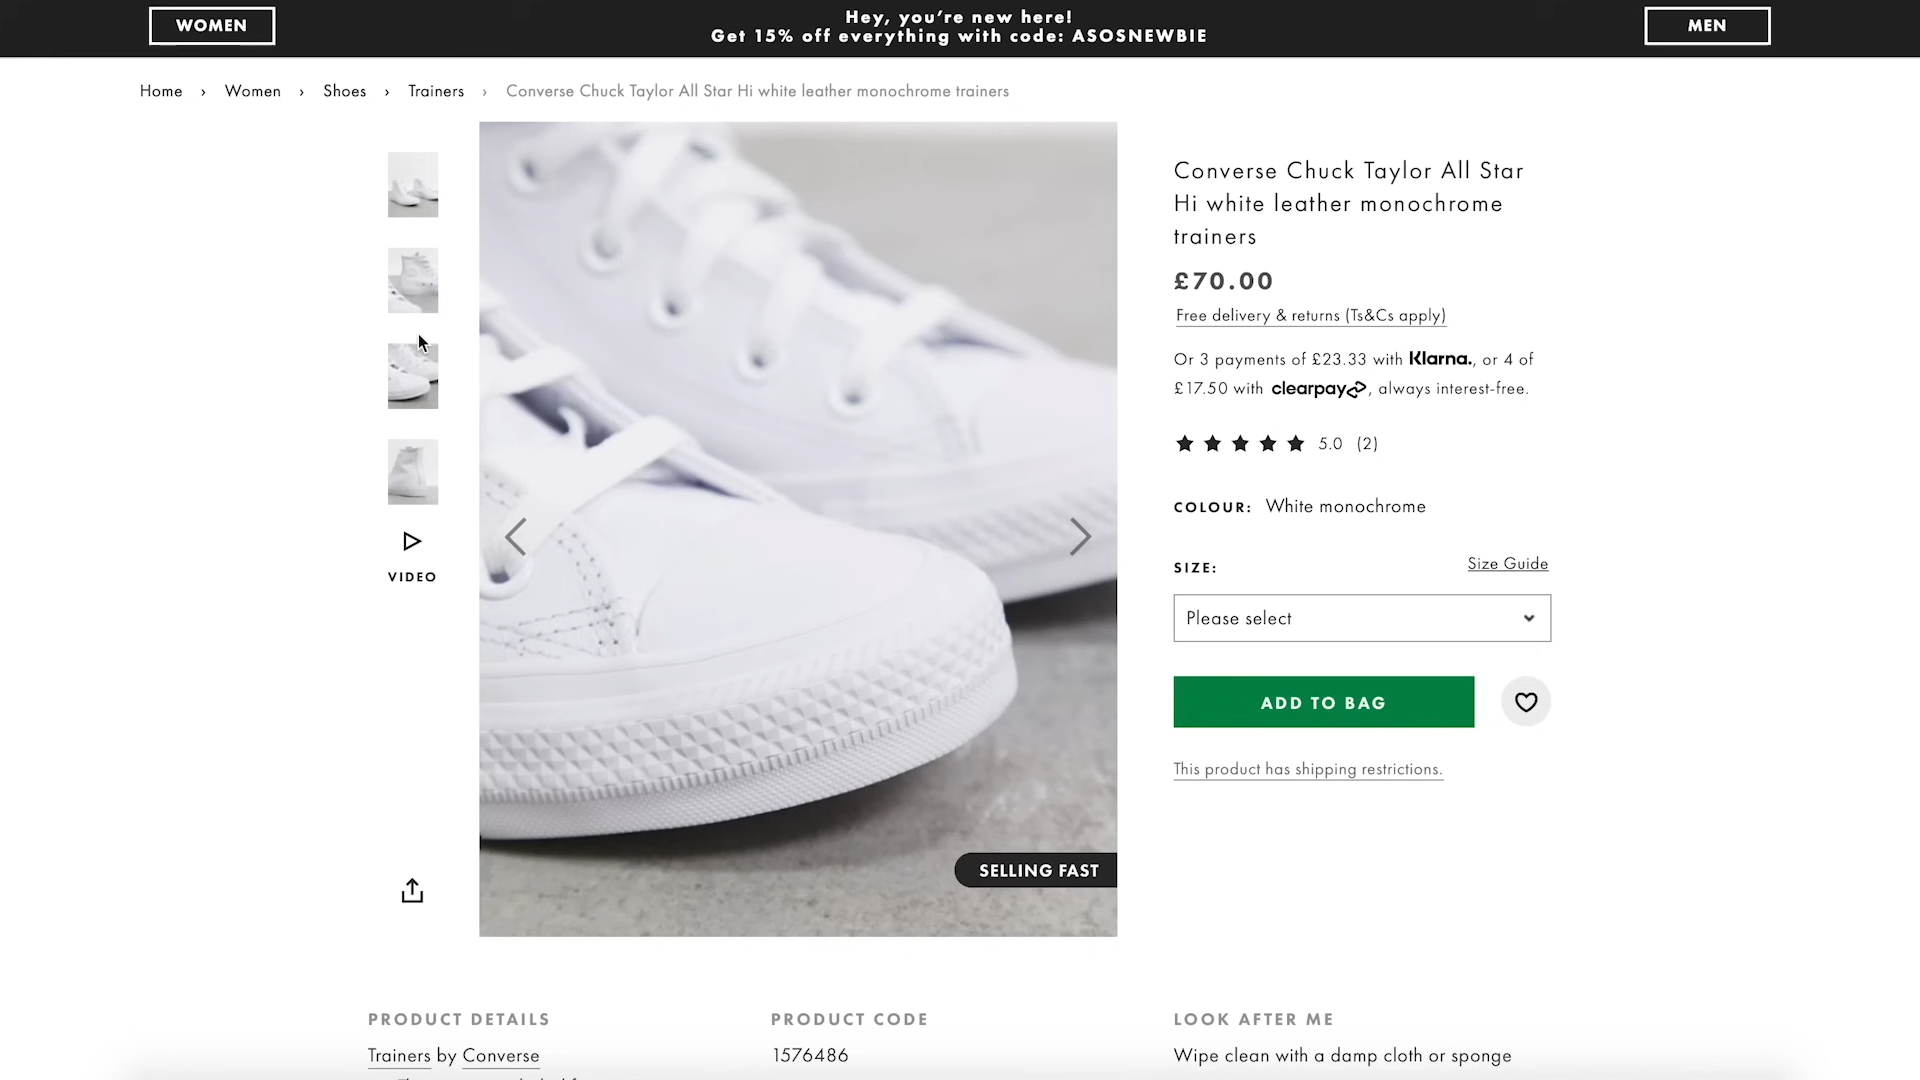 WOMEN
Hey, you're new here!
Get 15% off everything with code: ASOSNEWBIE
MEN
Home › Women › Shoes › Trainers › Converse Chuck Taylor All Star Hi white leather monochrome trainers
Converse Chuck Taylor All Star
Hi white leather monochrome
trainers
£70.00
Free delivery & returns (Ts&Cs apply)
Or 3 payments of £23.33 with Klarna., or 4 of
£17.50 with clearpay, always interest-free.
5.0 (2)
COLOUR: White monochrome
SIZE:
Size Guide
Please select
ADD TO BAG
This product has shipping restrictions.
VIDEO
SELLING FAST
PRODUCT DETAILS
Trainers by Converse
PRODUCT CODE
1576486
LOOK AFTER ME
Wipe clean with a damp cloth or sponge